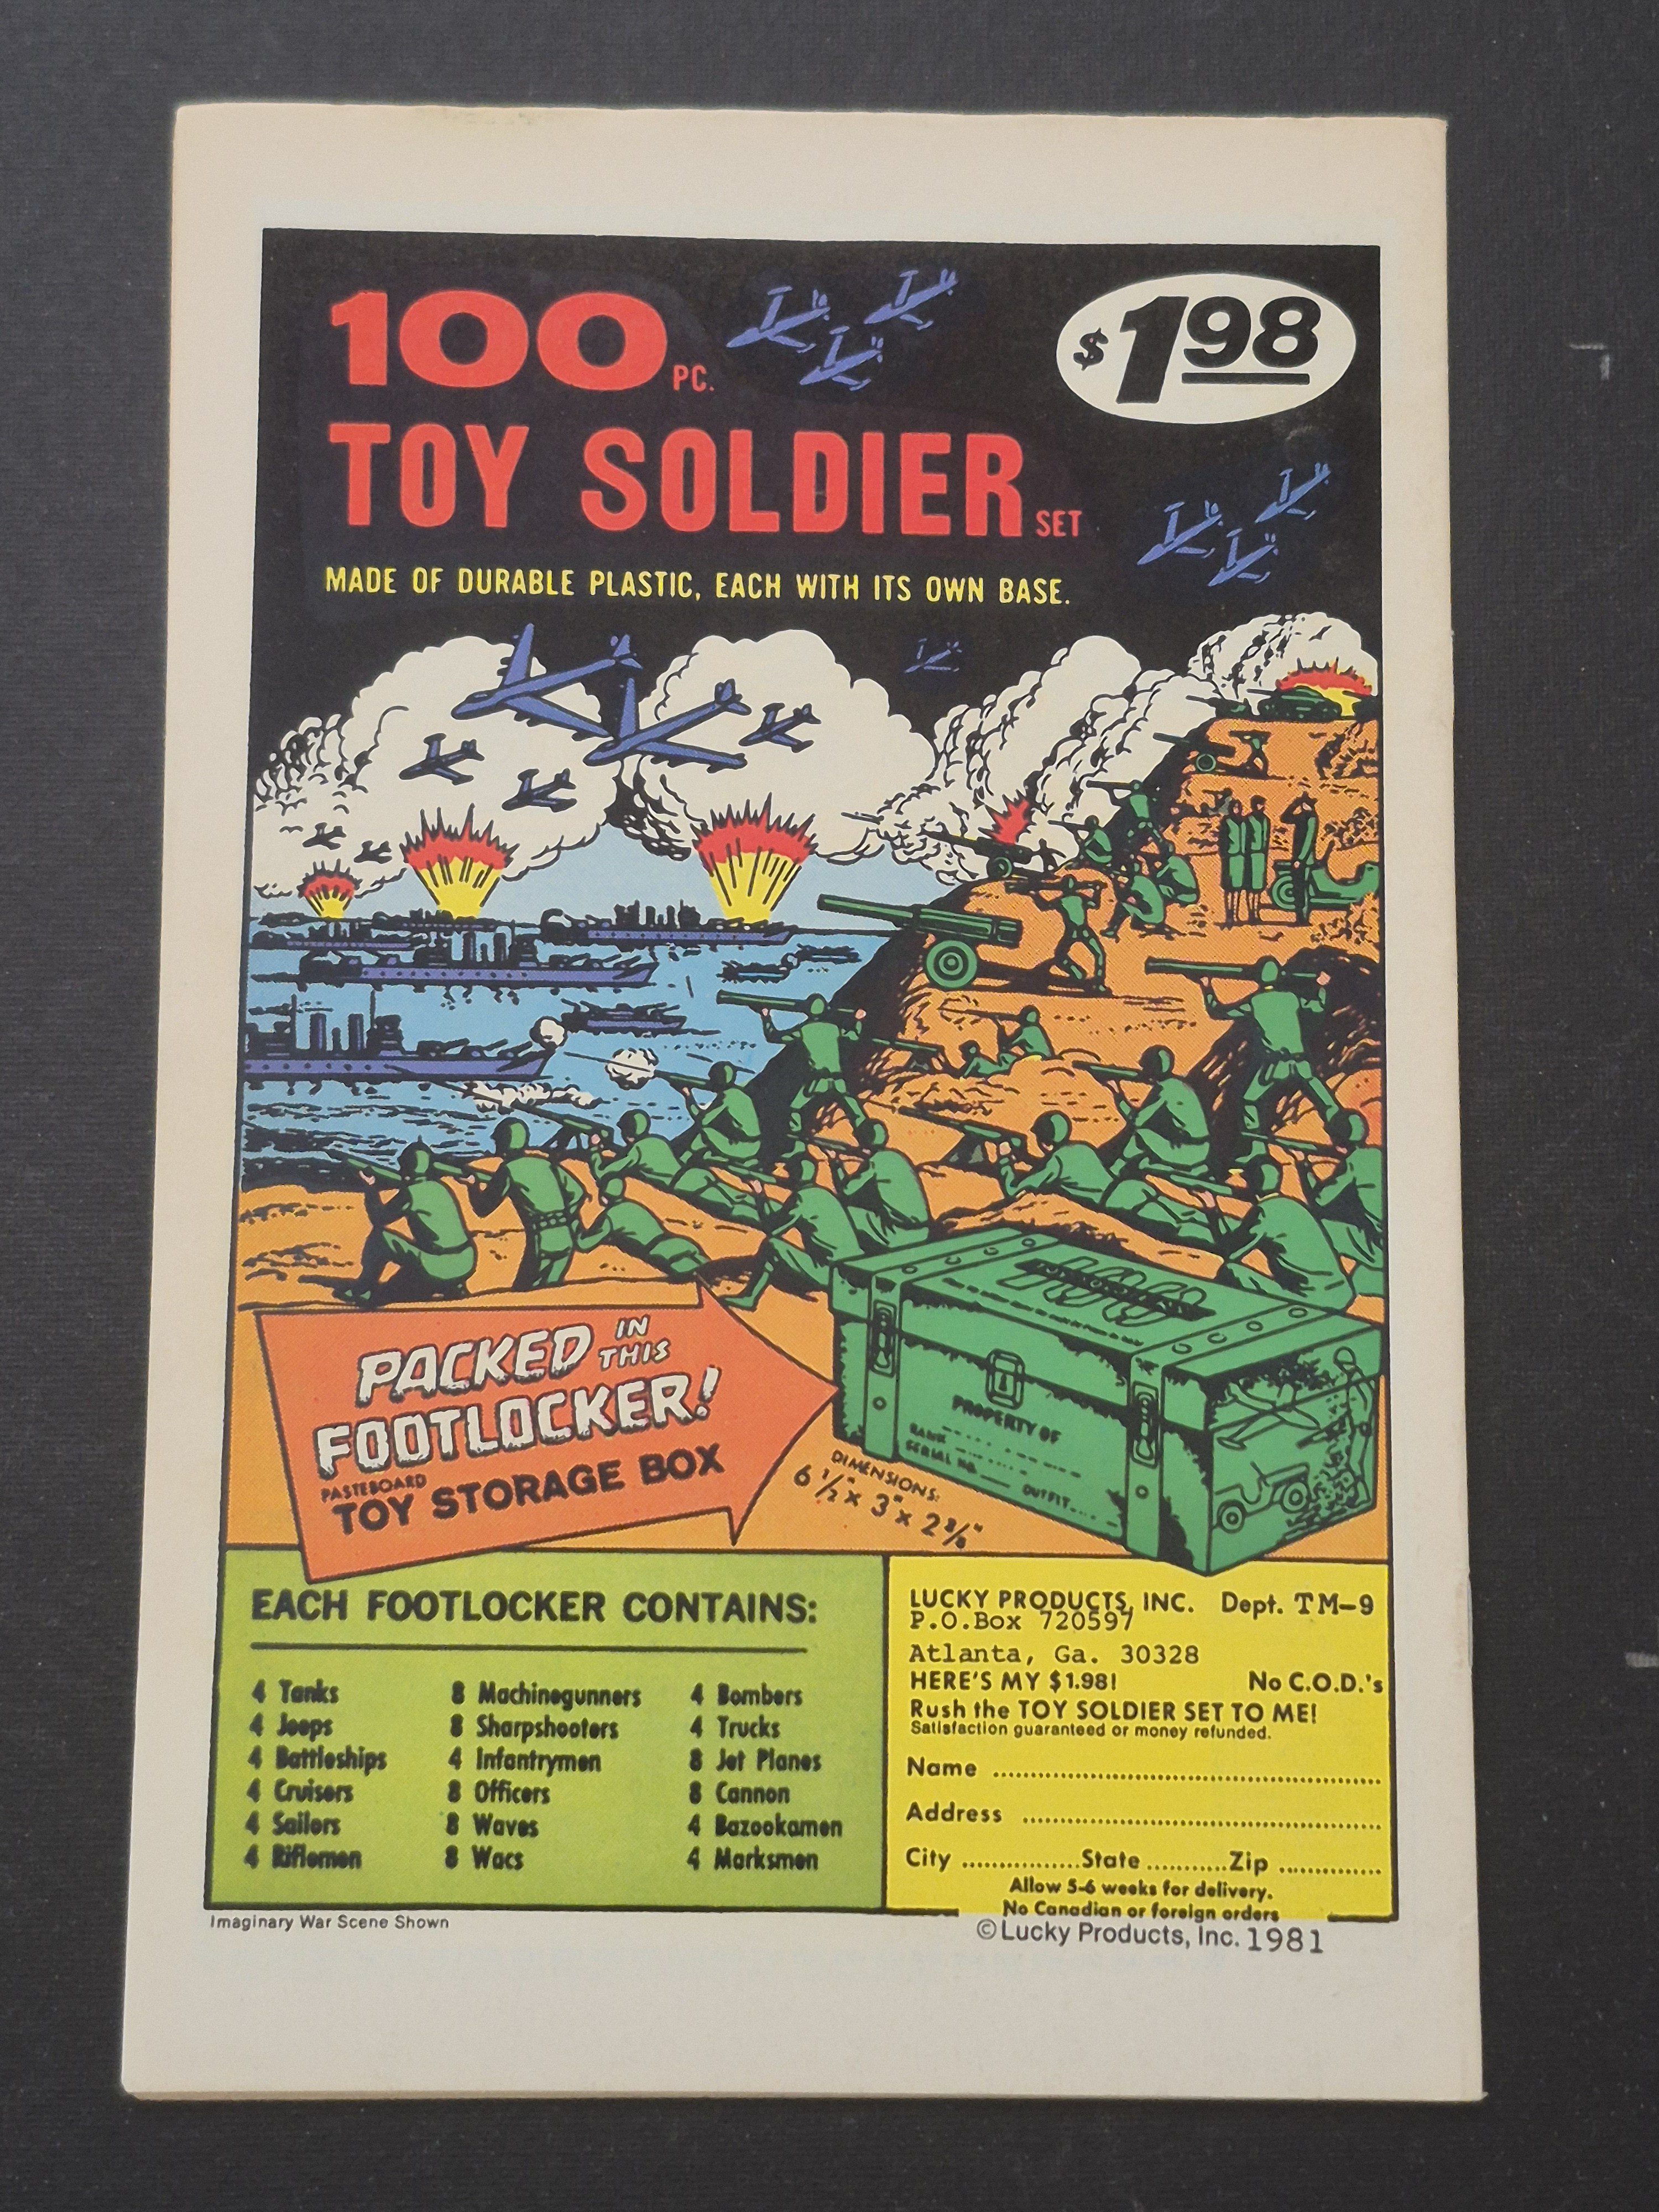 100 PC.
$1.98
TOY SOLDIER SET
MADE OF DURABLE PLASTIC, EACH WITH ITS OWN BASE.
PACKED IN THIS
FOOTLOCKER!
PASTEBOARD
TOY STORAGE BOX
DIMENSIONS:
6 1/2" x 3" x 2 3/8"
PROPERTY OF
RANK
SERIAL NO.
OUTFIT
EACH FOOTLOCKER CONTAINS:
4 Tanks
4 Jeeps
4 Battleships
4 Cruisers
4 Sailors
4 Riflemen
8 Machinegunners
8 Sharpshooters
4 Infantrymen
8 Officers
8 Waves
8 Wacs
4 Bombers
4 Trucks
8 Jet Planes
8 Cannon
4 Bazookamen
4 Marksmen
LUCKY PRODUCTS, INC. Dept. TM-9
P.O.Box 720597
Atlanta, Ga. 30328
HERE'S MY $1.98! No C.O.D.'s
Rush the TOY SOLDIER SET TO ME!
Satisfaction guaranteed or money refunded.
Name
Address
City ................State...........Zip ..............
Allow 5-6 weeks for delivery.
No Canadian or foreign orders
Imaginary War Scene Shown
©Lucky Products, Inc. 1981